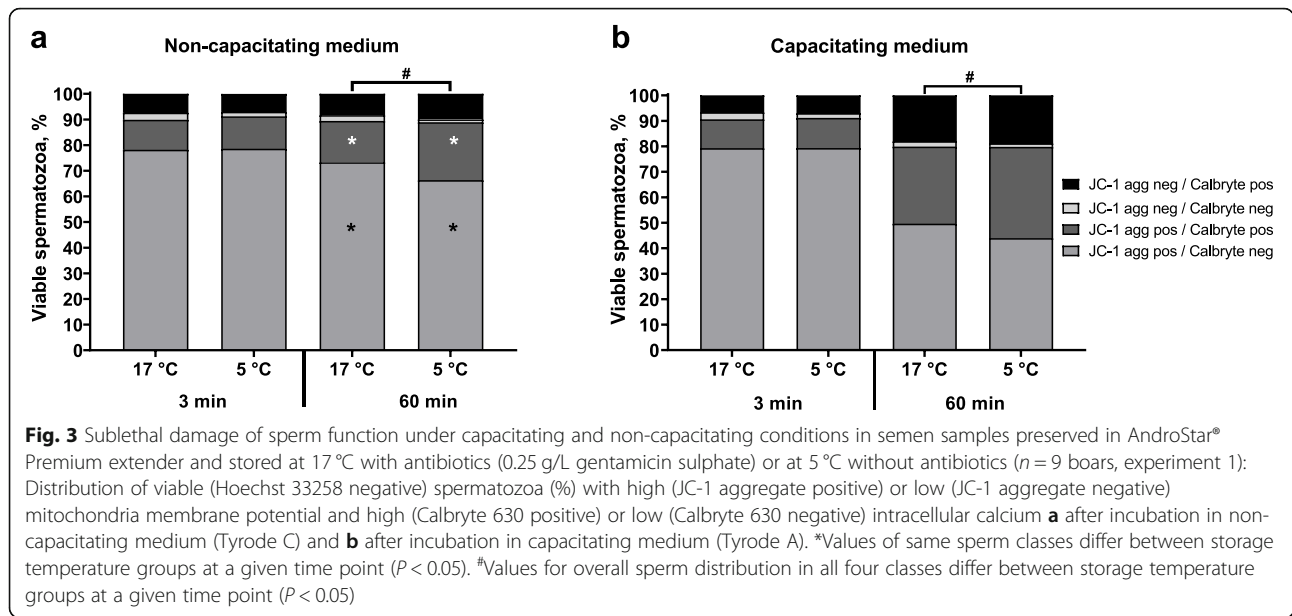 a
Non-capacitating medium
#
Viable spermatozoa, %
100
90
80
70
60
50
40
30
20
10
0
* *
* *
17 °C 5 °C 17 °C 5 °C
3 min 60 min
b
Capacitating medium
#
Viable spermatozoa, %
100
90
80
70
60
50
40
30
20
10
0
17 °C 5 °C 17 °C 5 °C
3 min 60 min
JC-1 agg neg / Calbryte pos
JC-1 agg neg / Calbryte neg
JC-1 agg pos / Calbryte pos
JC-1 agg pos / Calbryte neg
Fig. 3 Sublethal damage of sperm function under capacitating and non-capacitating conditions in semen samples preserved in AndroStar®
Premium extender and stored at 17 °C with antibiotics (0.25 g/L gentamicin sulphate) or at 5 °C without antibiotics (n = 9 boars, experiment 1):
Distribution of viable (Hoechst 33258 negative) spermatozoa (%) with high (JC-1 aggregate positive) or low (JC-1 aggregate negative)
mitochondria membrane potential and high (Calbryte 630 positive) or low (Calbryte 630 negative) intracellular calcium a after incubation in non-
capacitating medium (Tyrode C) and b after incubation in capacitating medium (Tyrode A). *Values of same sperm classes differ between storage
temperature groups at a given time point (P < 0.05). #Values for overall sperm distribution in all four classes differ between storage temperature
groups at a given time point (P < 0.05)